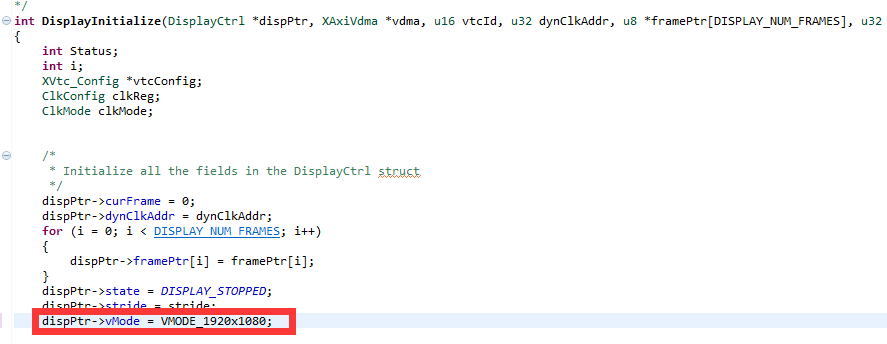 */
int DisplayInitialize(DisplayCtrl *dispPtr, XAxiVdma *vdma, u16 vtcId, u32 dynClkAddr, u8 *framePtr[DISPLAY_NUM_FRAMES], u32
{
int Status;
int i;
XVtc_Config *vtcConfig;
ClkConfig clkReg;
ClkMode clkMode;
/*
* Initialize all the fields in the DisplayCtrl struct
*/
dispPtr->curFrame = 0;
dispPtr->dynClkAddr = dynClkAddr;
for (i = 0; i < DISPLAY_NUM_FRAMES; i++)
{
dispPtr->framePtr[i] = framePtr[i];
}
dispPtr->state = DISPLAY_STOPPED;
dispPtr->stride = stride;
dispPtr->vMode = VMODE_1920x1080;